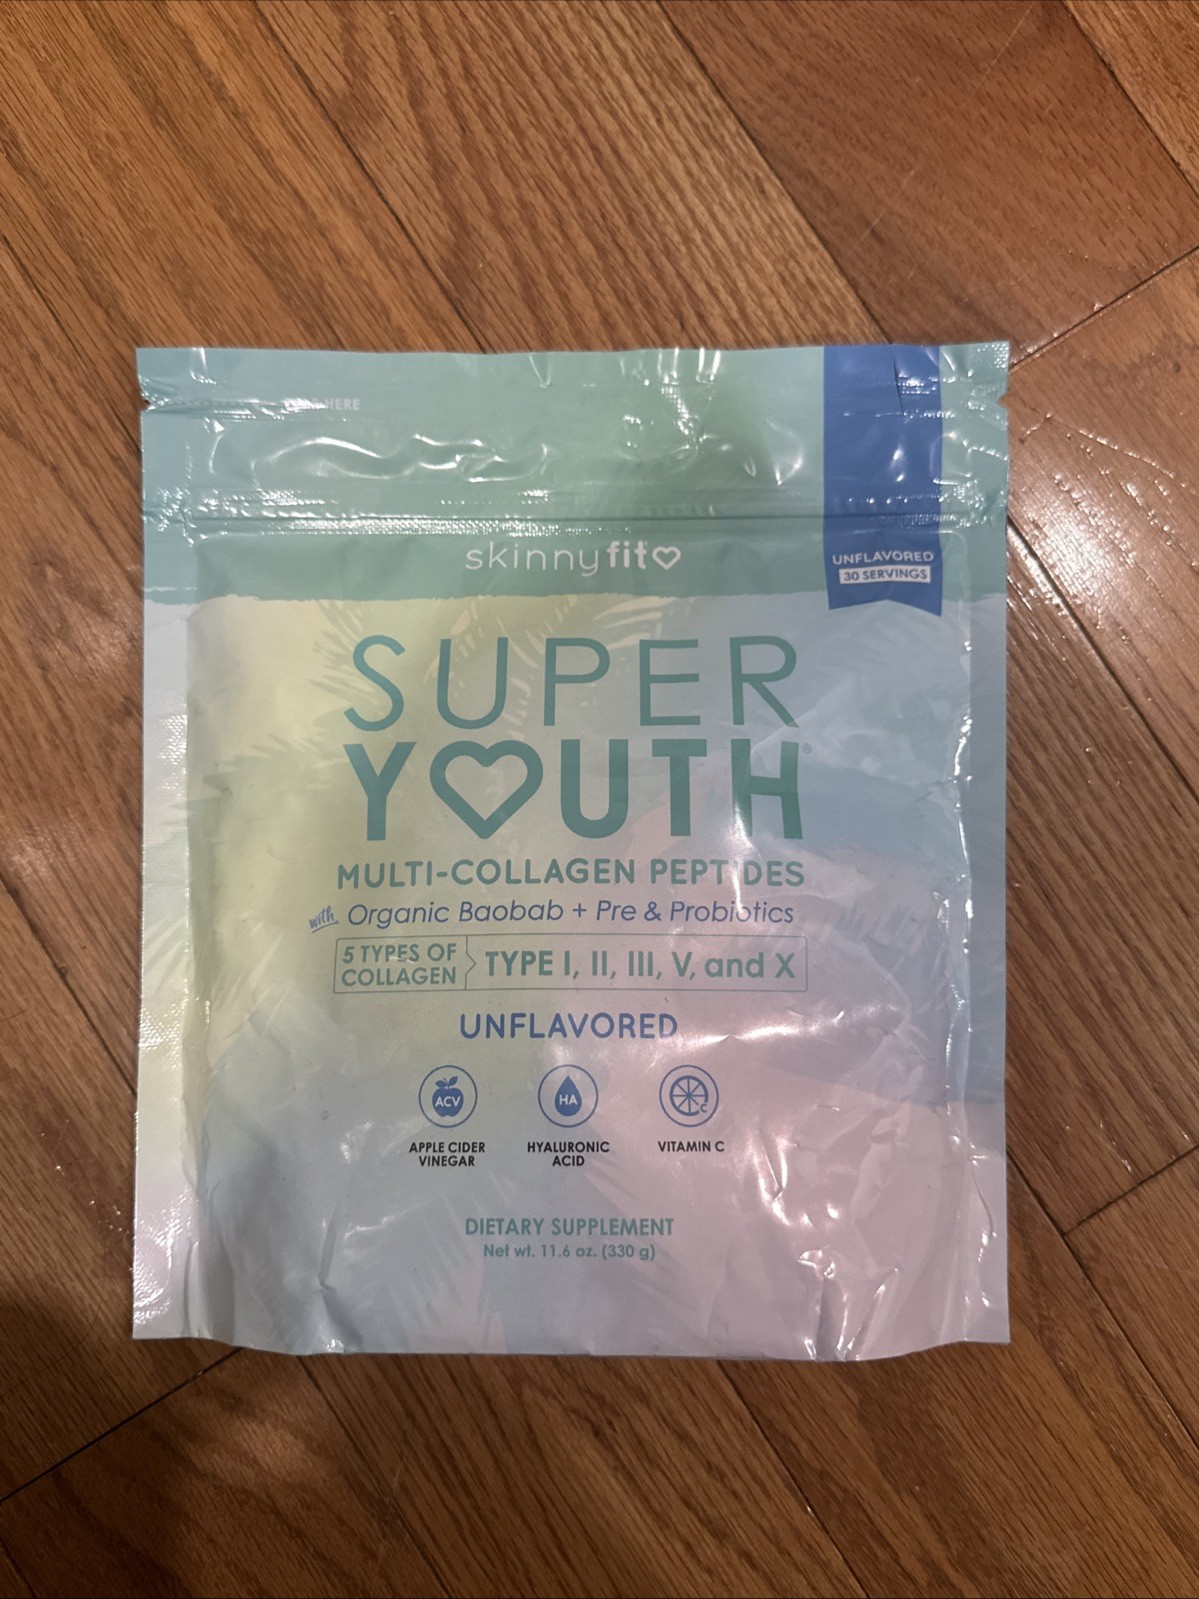 HERE
skinnyfit
UNFLAVORED
30 SERVINGS
SUPER
YOUTH®
MULTI-COLLAGEN PEPTIDES
with Organic Baobab + Pre & Probiotics
5 TYPES OF
COLLAGEN
TYPE I, II, III, V, and X
UNFLAVORED
ACV
HA
C
APPLE CIDER
VINEGAR
HYALURONIC
ACID
VITAMIN C
DIETARY SUPPLEMENT
Net wt. 11.6 oz. (330 g)